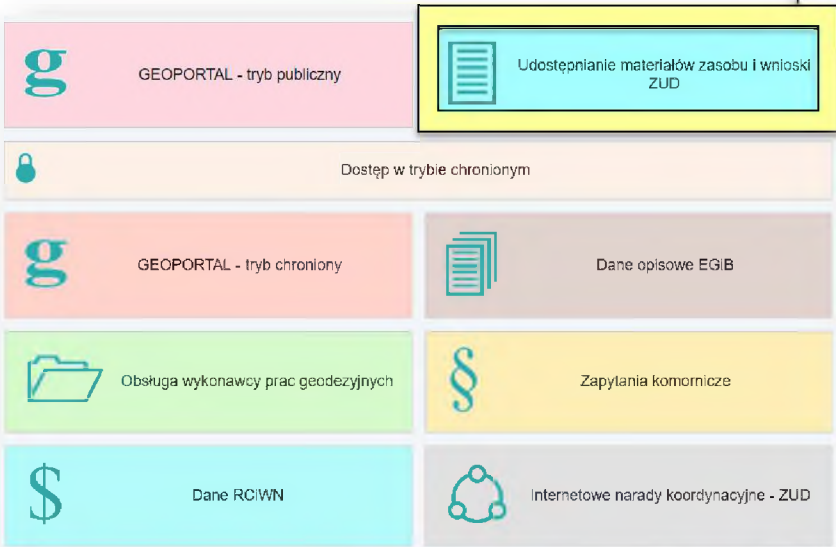 GEOPORTAL - tryb publiczny
Udostępnianie materiałów zasobu i wnioski
ZUD
Dostęp w trybie chronionym
GEOPORTAL - tryb chroniony
Dane opisowe EGiB
Obsługa wykonawcy prac geodezyjnych
Zapytania komornicze
Dane RCiWN
Internetowe narady koordynacyjne - ZUD